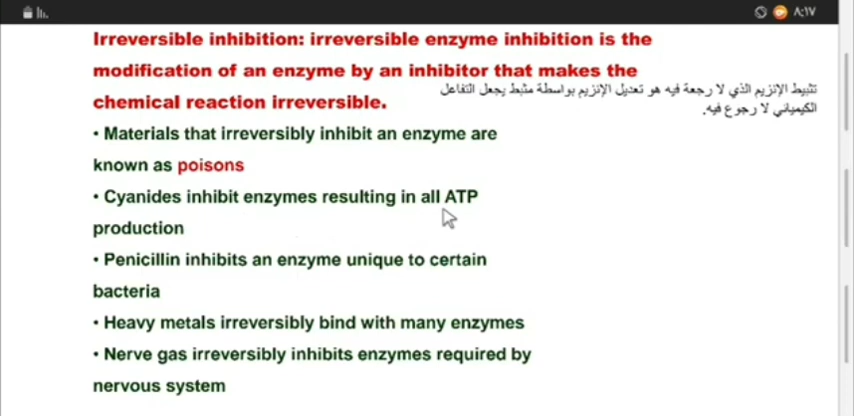 ٨:١٧
Irreversible inhibition: irreversible enzyme inhibition is the
modification of an enzyme by an inhibitor that makes the
chemical reaction irreversible.
تثبيط الإنزيم الذي لا رجعة فيه هو تعديل الإنزيم بواسطة مثبط يجعل التفاعل
الكيميائي لا رجوع فيه.
• Materials that irreversibly inhibit an enzyme are
known as poisons
• Cyanides inhibit enzymes resulting in all ATP
production
• Penicillin inhibits an enzyme unique to certain
bacteria
• Heavy metals irreversibly bind with many enzymes
• Nerve gas irreversibly inhibits enzymes required by
nervous system